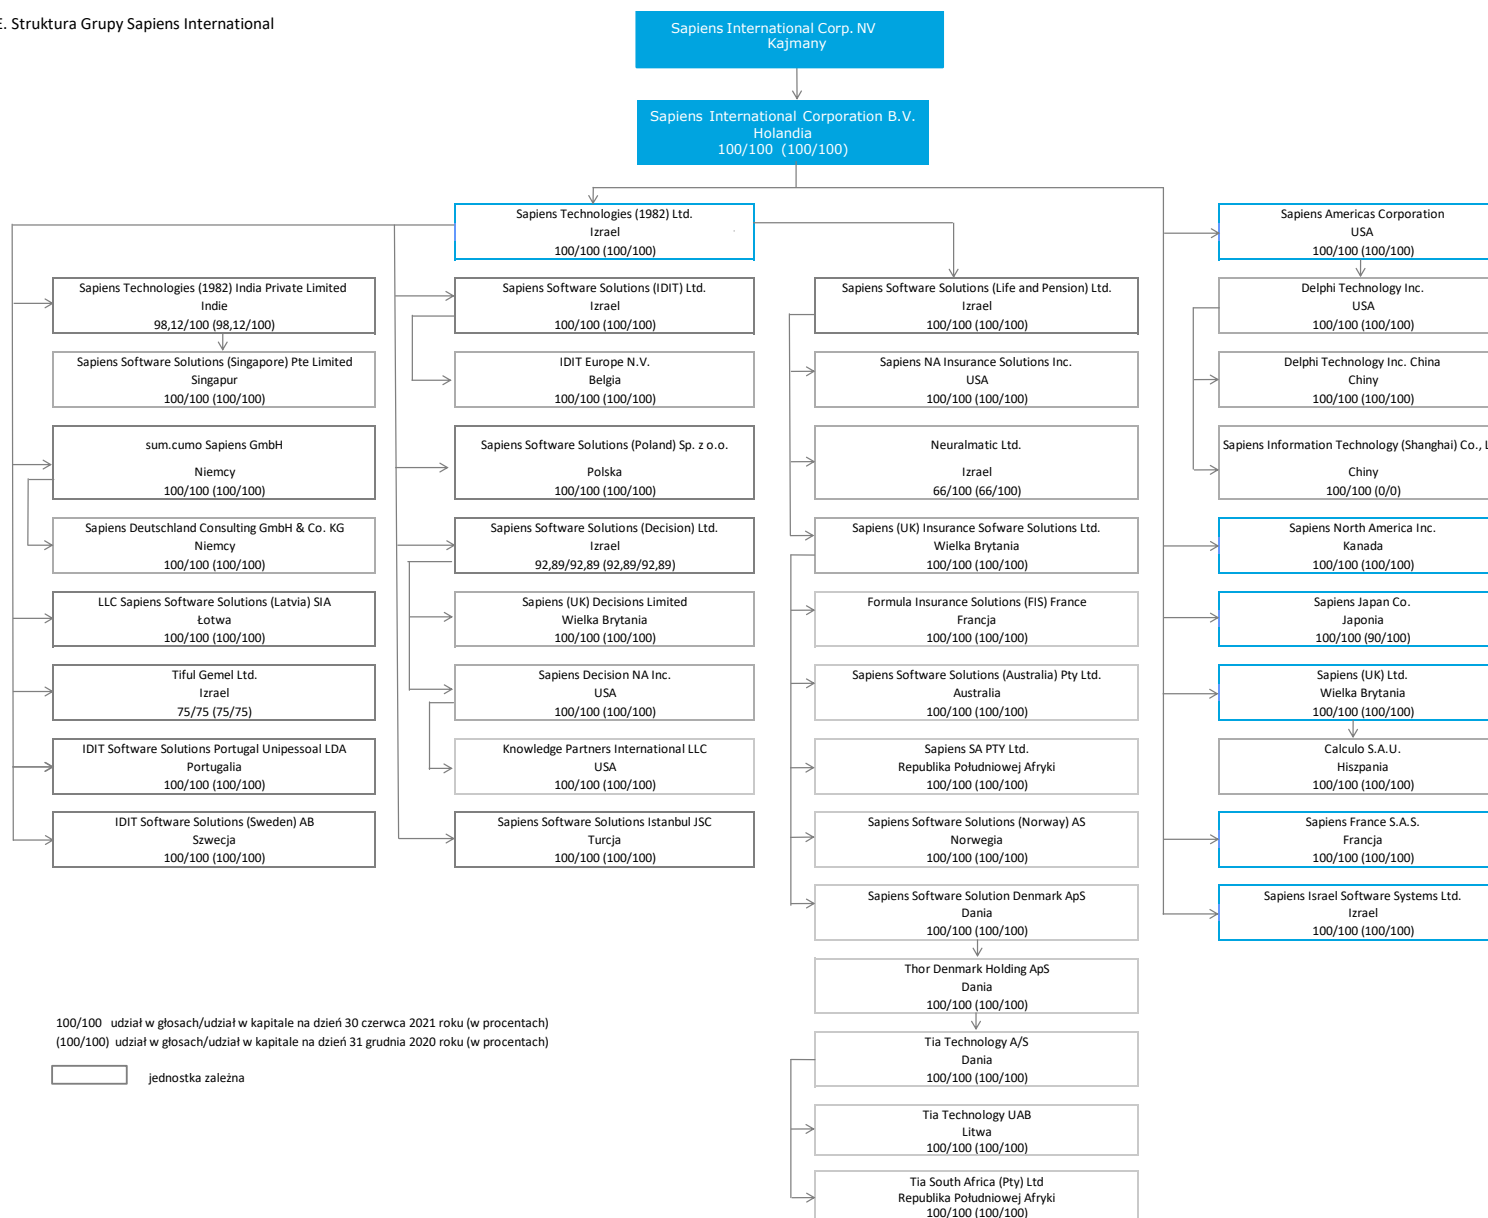 E. Struktura Grupy Sapiens International
Sapiens International Corp. NV
Kajmany
Sapiens International Corporation B.V.
Holandia
100/100 (100/100)
Sapiens Technologies (1982) Ltd.
Izrael
100/100 (100/100)
Sapiens Technologies (1982) India Private Limited
Indie
98,12/100 (98,12/100)
Sapiens Software Solutions (Singapore) Pte Limited
Singapur
100/100 (100/100)
sum.cumo Sapiens GmbH
Niemcy
100/100 (100/100)
Sapiens Deutschland Consulting GmbH & Co. KG
Niemcy
100/100 (100/100)
LLC Sapiens Software Solutions (Latvia) SIA
Łotwa
100/100 (100/100)
Tiful Gemel Ltd.
Izrael
75/75 (75/75)
IDIT Software Solutions Portugal Unipessoal LDA
Portugalia
100/100 (100/100)
IDIT Software Solutions (Sweden) AB
Szwecja
100/100 (100/100)
Sapiens Software Solutions (IDIT) Ltd.
Izrael
100/100 (100/100)
IDIT Europe N.V.
Belgia
100/100 (100/100)
Sapiens Software Solutions (Poland) Sp. z o.o.
Polska
100/100 (100/100)
Sapiens Software Solutions (Decision) Ltd.
Izrael
92,89/92,89 (92,89/92,89)
Sapiens (UK) Decisions Limited
Wielka Brytania
100/100 (100/100)
Sapiens Decision NA Inc.
USA
100/100 (100/100)
Knowledge Partners International LLC
USA
100/100 (100/100)
Sapiens Software Solutions Istanbul JSC
Turcja
100/100 (100/100)
Sapiens Software Solutions (Life and Pension) Ltd.
Izrael
100/100 (100/100)
Sapiens NA Insurance Solutions Inc.
USA
100/100 (100/100)
Neuralmatic Ltd.
Izrael
66/100 (66/100)
Sapiens (UK) Insurance Sofware Solutions Ltd.
Wielka Brytania
100/100 (100/100)
Formula Insurance Solutions (FIS) France
Francja
100/100 (100/100)
Sapiens Software Solutions (Australia) Pty Ltd.
Australia
100/100 (100/100)
Sapiens SA PTY Ltd.
Republika Południowej Afryki
100/100 (100/100)
Sapiens Software Solutions (Norway) AS
Norwegia
100/100 (100/100)
Sapiens Software Solution Denmark ApS
Dania
100/100 (100/100)
Thor Denmark Holding ApS
Dania
100/100 (100/100)
Tia Technology A/S
Dania
100/100 (100/100)
Tia Technology UAB
Litwa
100/100 (100/100)
Tia South Africa (Pty) Ltd
Republika Południowej Afryki
100/100 (100/100)
Sapiens Americas Corporation
USA
100/100 (100/100)
Delphi Technology Inc.
USA
100/100 (100/100)
Delphi Technology Inc. China
Chiny
100/100 (100/100)
Sapiens Information Technology (Shanghai) Co., L
Chiny
100/100 (0/0)
Sapiens North America Inc.
Kanada
100/100 (100/100)
Sapiens Japan Co.
Japonia
100/100 (90/100)
Sapiens (UK) Ltd.
Wielka Brytania
100/100 (100/100)
Calculo S.A.U.
Hiszpania
100/100 (100/100)
Sapiens France S.A.S.
Francja
100/100 (100/100)
Sapiens Israel Software Systems Ltd.
Izrael
100/100 (100/100)
100/100 udział w głosach/udział w kapitale na dzień 30 czerwca 2021 roku (w procentach)
(100/100) udział w głosach/udział w kapitale na dzień 31 grudnia 2020 roku (w procentach)
jednostka zależna